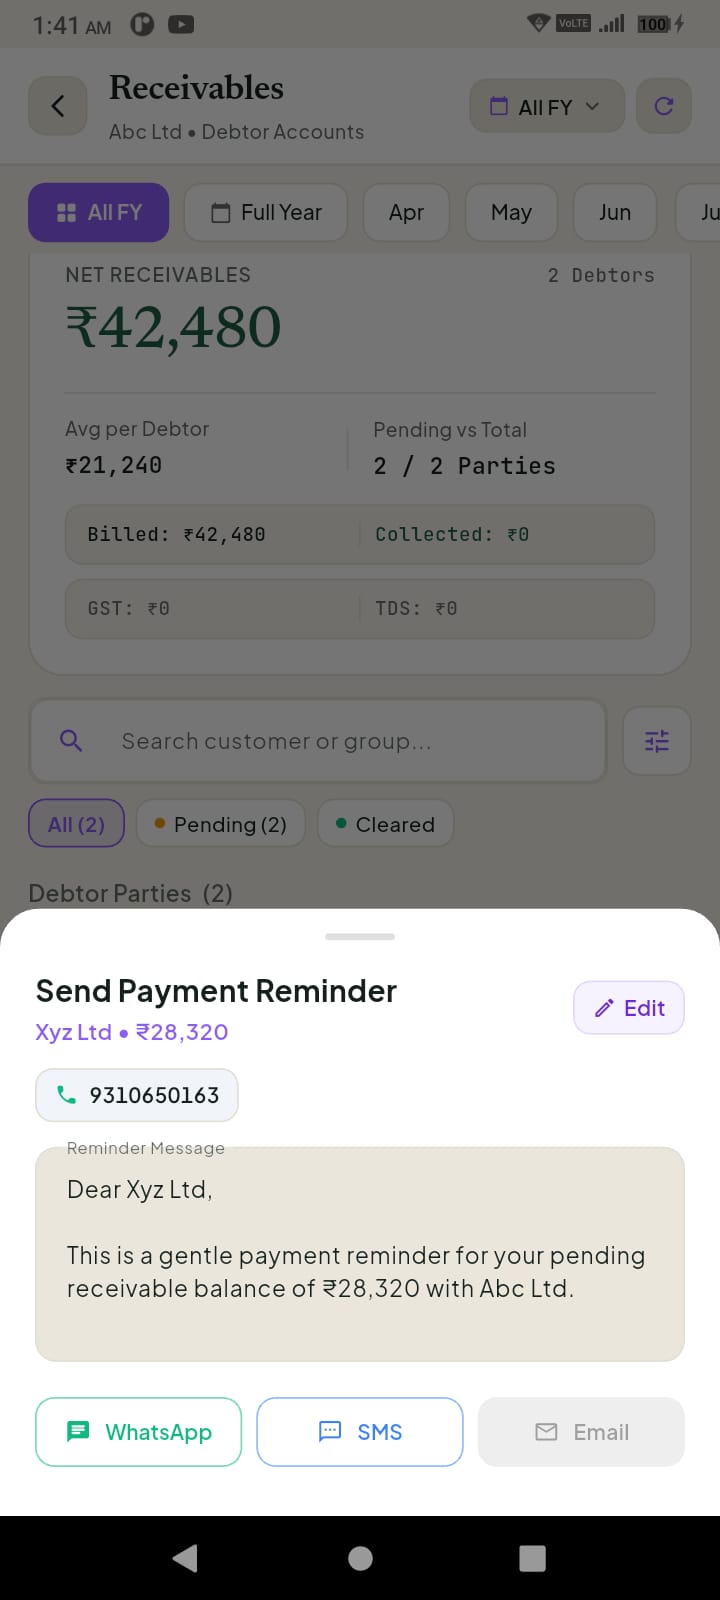 1:41 AM
VoLTE
100
Receivables
Abc Ltd • Debtor Accounts
All FY
All FY
Full Year
Apr
May
Jun
Ju
NET RECEIVABLES
2 Debtors
₹42,480
Avg per Debtor
Pending vs Total
₹21,240
2 / 2 Parties
Billed: ₹42,480
Collected: ₹0
GST: ₹0
TDS: ₹0
Search customer or group...
All (2)
Pending (2)
Cleared
Debtor Parties (2)
Send Payment Reminder
Edit
Xyz Ltd • ₹28,320
9310650163
Reminder Message
Dear Xyz Ltd,
This is a gentle payment reminder for your pending
receivable balance of ₹28,320 with Abc Ltd.
WhatsApp
SMS
Email